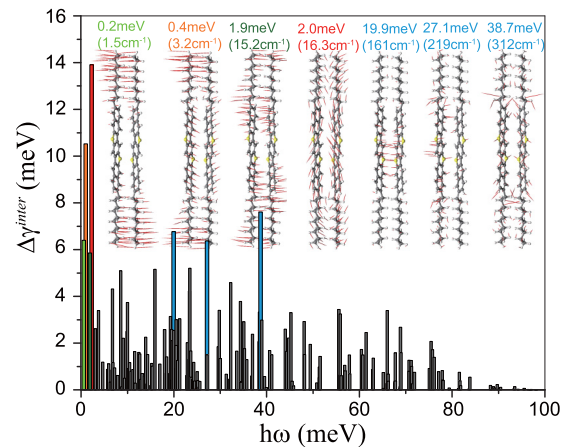 0.2meV 0.4meV 1.9meV 2.0meV 19.9meV 27.1meV 38.7meV
(1.5cm⁻¹) (3.2cm⁻¹) (15.2cm⁻¹) (16.3cm⁻¹) (161cm⁻¹) (219cm⁻¹) (312cm⁻¹)
16
14
12
10
8
6
4
2
0
Δγ^inter (meV)
0 20 40 60 80 100
hω (meV)